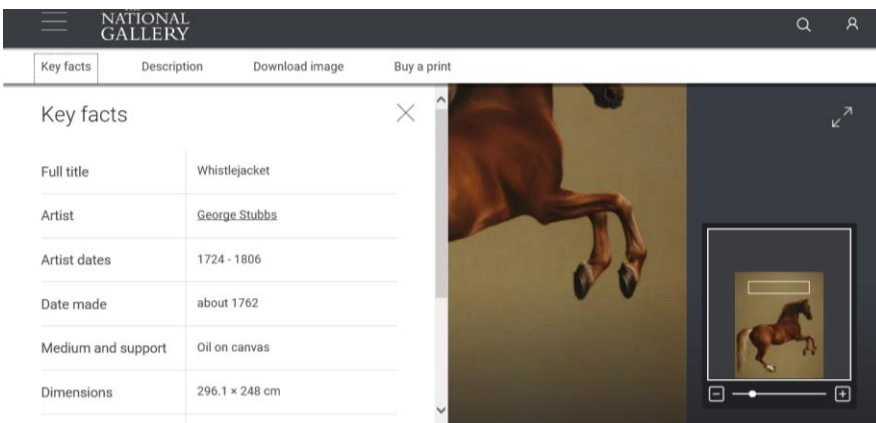 NATIONAL
GALLERY
Key facts Description Download image Buy a print
Key facts
Full title Whistlejacket
Artist George Stubbs
Artist dates 1724 - 1806
Date made about 1762
Medium and support Oil on canvas
Dimensions 296.1 × 248 cm